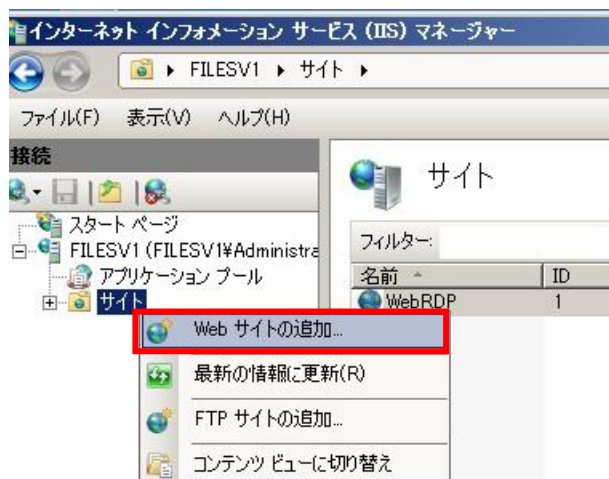 インターネット インフォメーション サービス (IIS) マネージャー
FILESV1 サイト
ファイル(F) 表示(V) ヘルプ(H)
接続
サイト
スタート ページ
FILESV1 (FILESV1¥Administra
フィルター:
アプリケーション プール
名前 ID
サイト
WebRDP 1
Web サイトの追加...
最新の情報に更新(R)
FTP サイトの追加...
コンテンツ ビューに切り替え